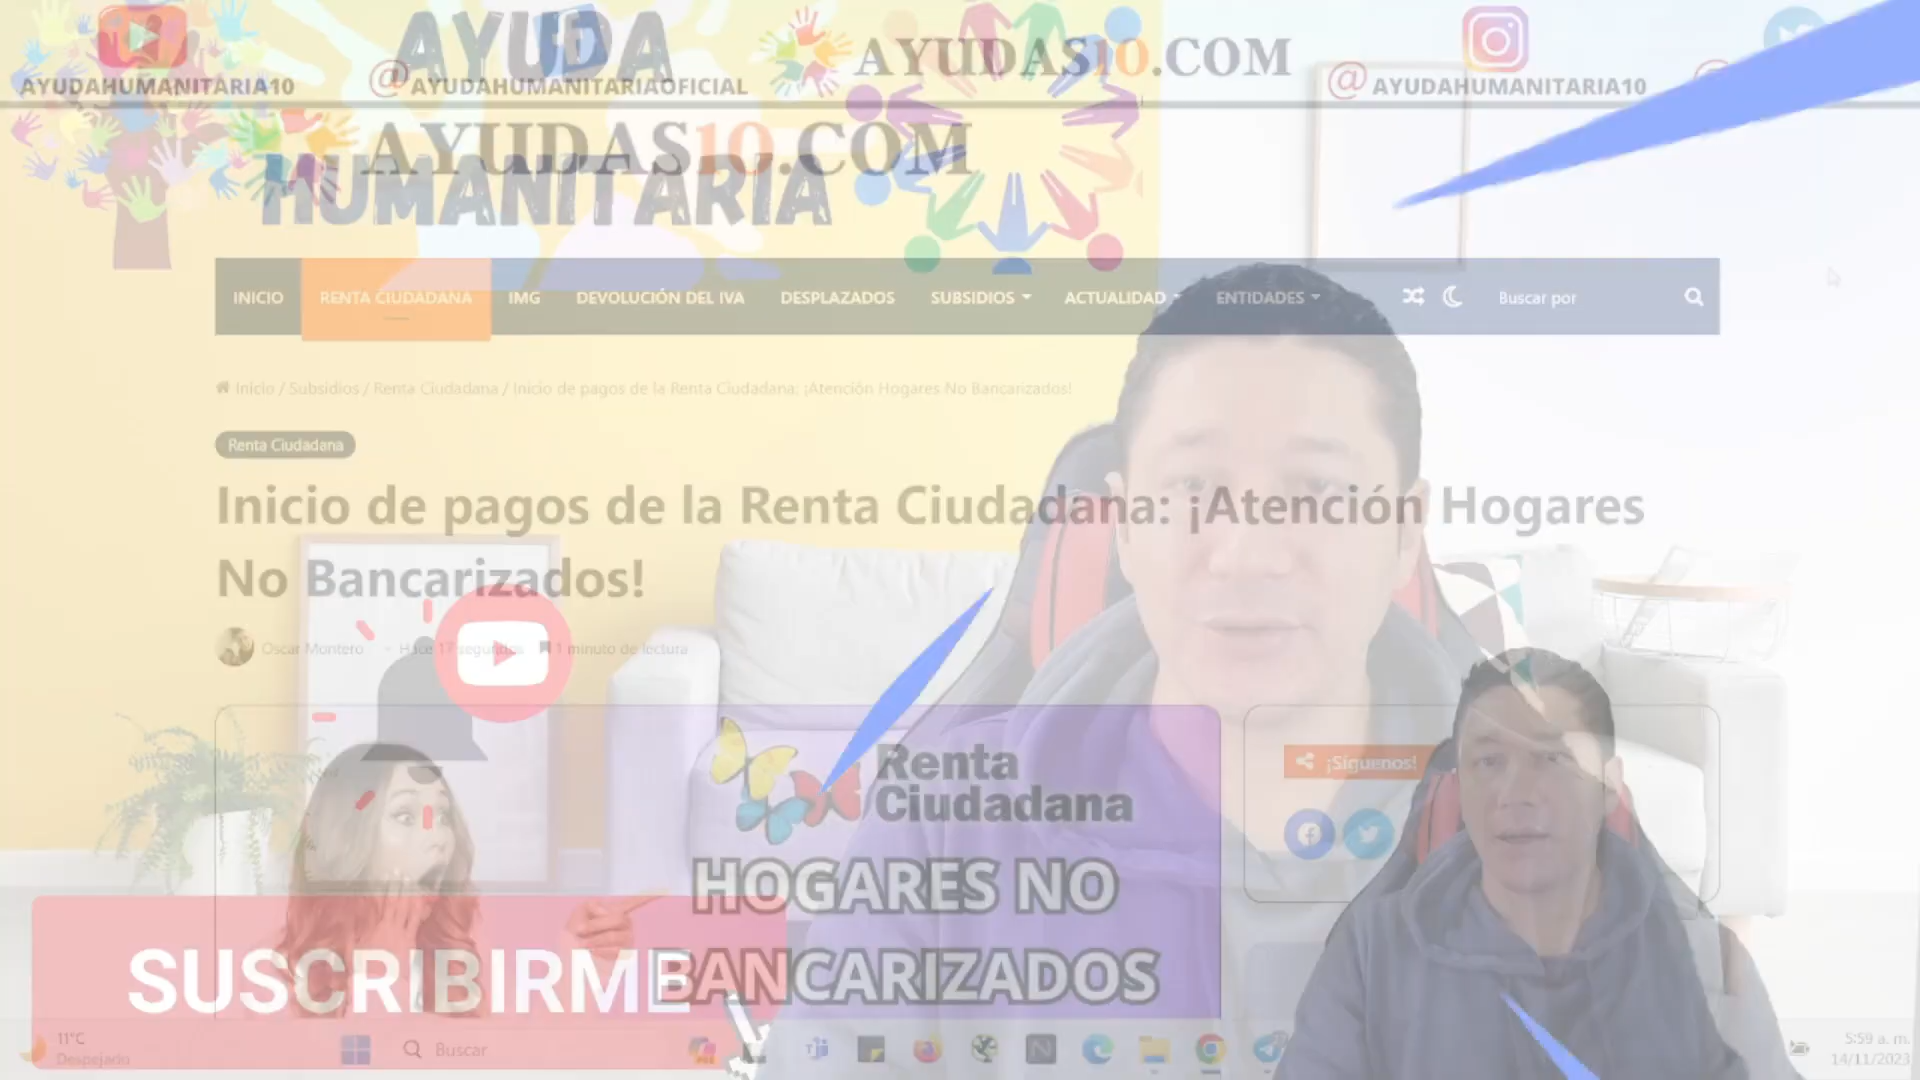 AYUDAHUMANITARIA10
@AYUDAHUMANITARIAOFICIAL
AYUDAS10.COM
@AYUDAHUMANITARIA10
AYUDA
HUMANITARIA
AYUDAS10.COM
INICIO
RENTA CIUDADANA
IMG
DEVOLUCIÓN DEL IVA
DESPLAZADOS
SUBSIDIOS
ACTUALIDAD
ENTIDADES
Buscar por
Inicio / Subsidios / Renta Ciudadana / Inicio de pagos de la Renta Ciudadana: ¡Atención Hogares No Bancarizados!
Renta Ciudadana
Inicio de pagos de la Renta Ciudadana: ¡Atención Hogares
No Bancarizados!
Oscar Montero
Hace 17 segundos
1 minuto de lectura
Renta
Ciudadana
HOGARES NO
BANCARIZADOS
¡Síguenos!
SUSCRIBIRME
11°C
Despejado
Buscar
5:59 a. m.
14/11/2023